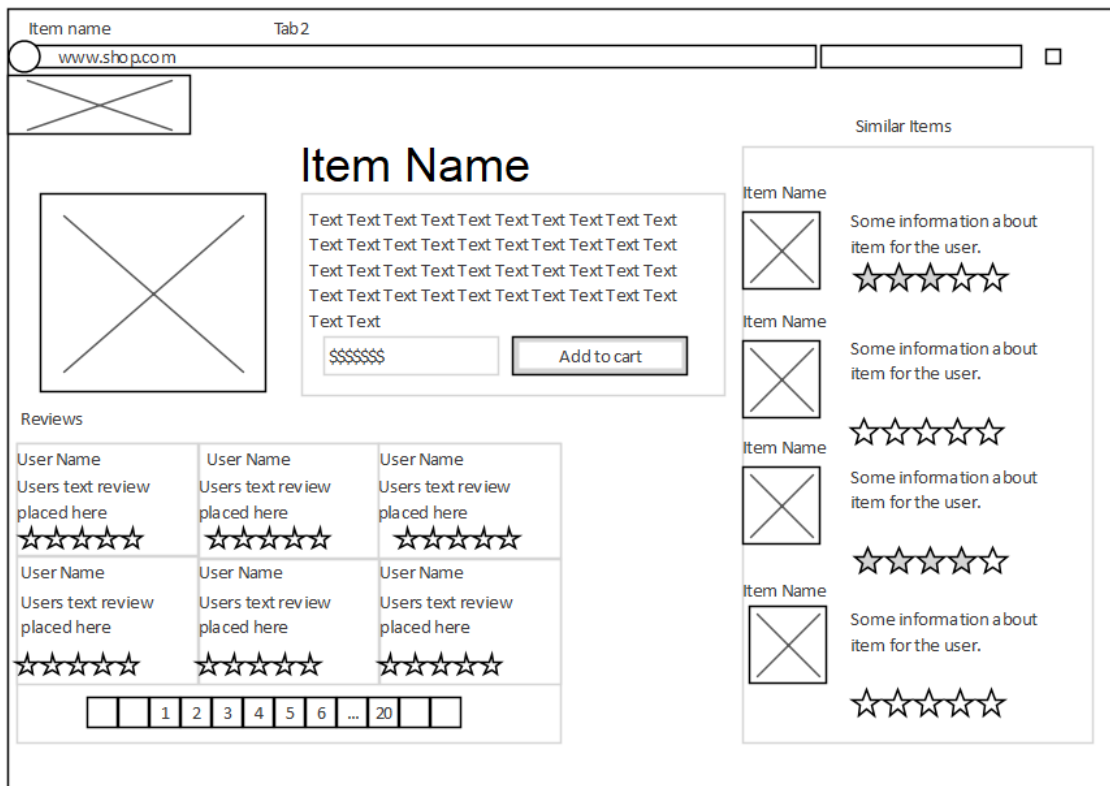 Item name
Tab2
www.shop.com
Item Name
Text Text Text Text Text Text Text Text Text Text
Text Text Text Text Text Text Text Text Text Text
Text Text Text Text Text Text Text Text Text Text
Text Text Text Text Text Text Text Text Text Text
Text Text
$$$$$$$
Add to cart
Similar Items
Item Name
Some information about
item for the user.
Item Name
Some information about
item for the user.
Item Name
Some information about
item for the user.
Item Name
Some information about
item for the user.
Reviews
User Name
Users text review
placed here
User Name
Users text review
placed here
User Name
Users text review
placed here
User Name
Users text review
placed here
User Name
Users text review
placed here
User Name
Users text review
placed here
1 2 3 4 5 6 ... 20